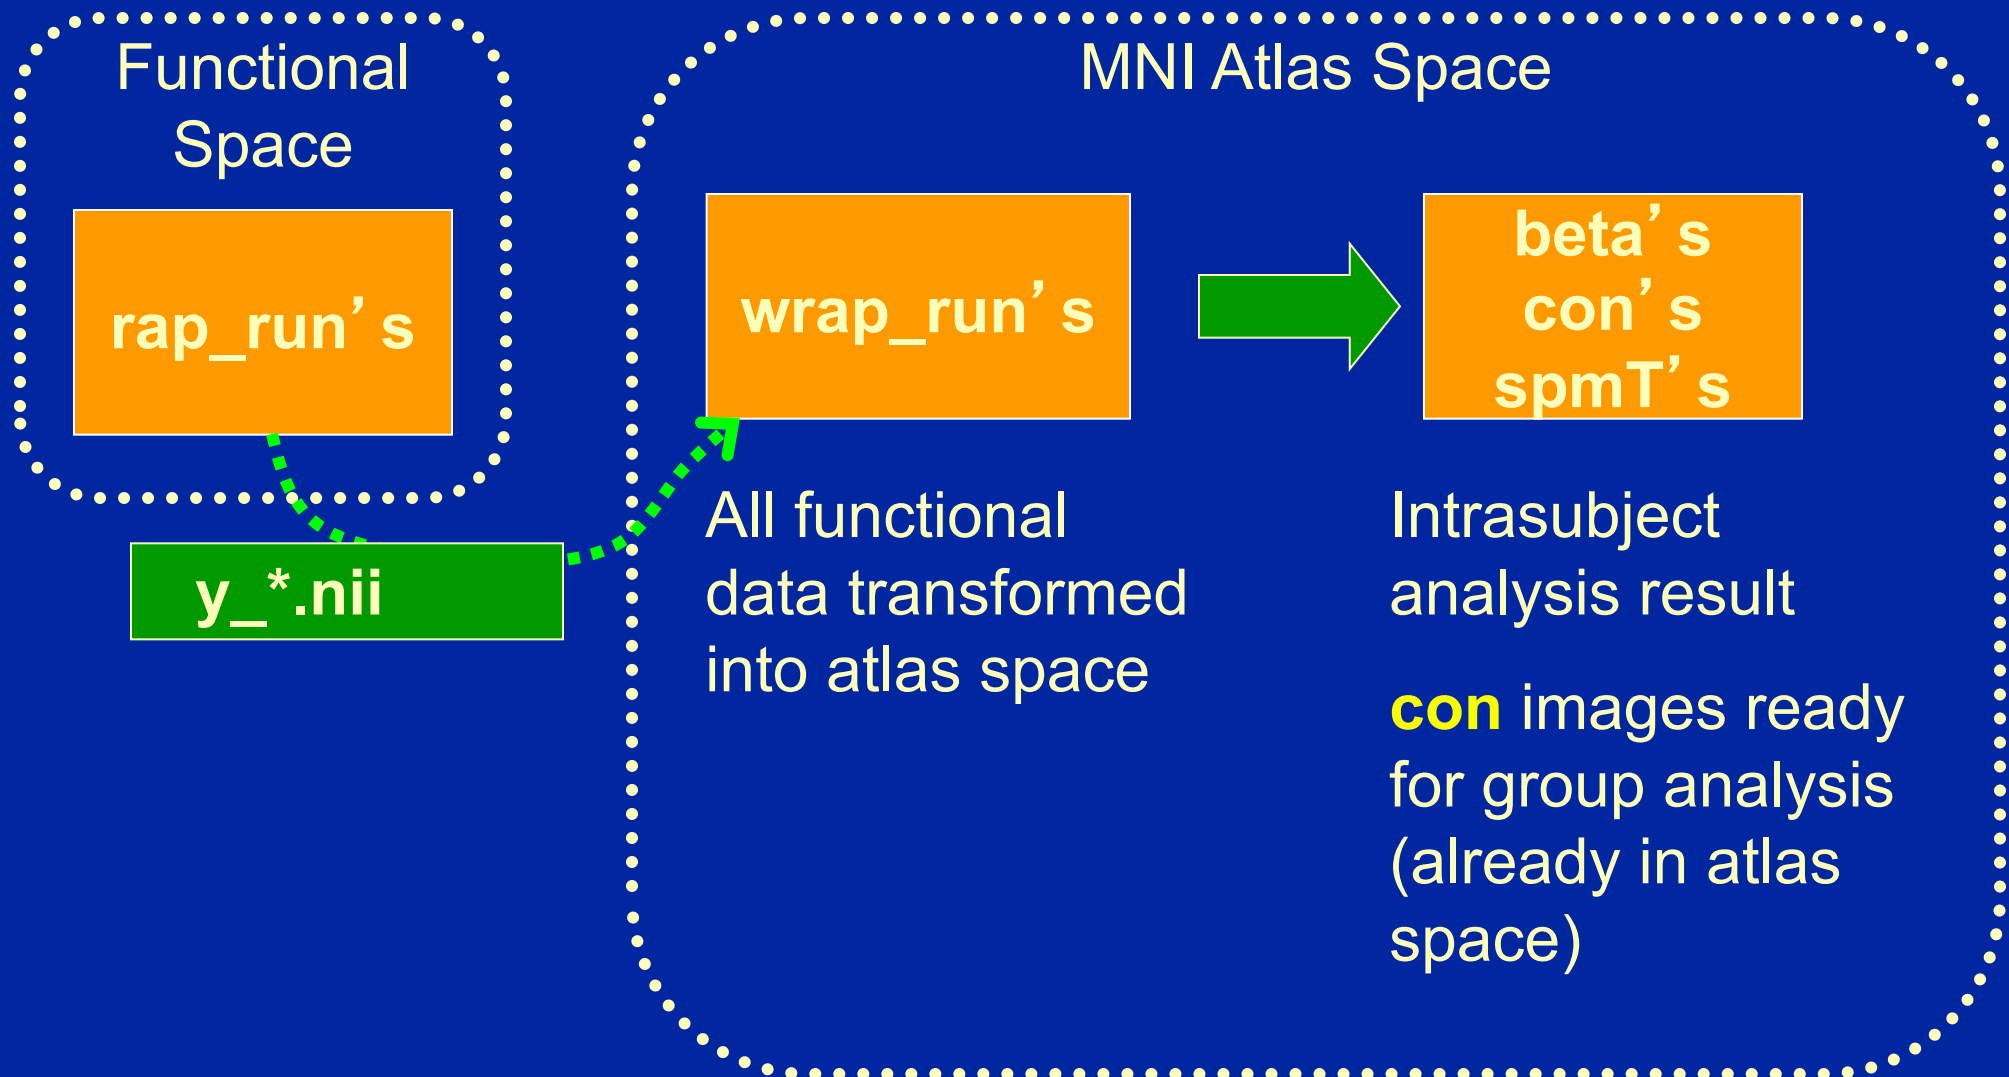 Functional
Space
rap_run's
y_*.nii
MNI Atlas Space
wrap_run's
All functional
data transformed
into atlas space
beta's
con's
spmT's
Intrasubject
analysis result
con images ready
for group analysis
(already in atlas
space)